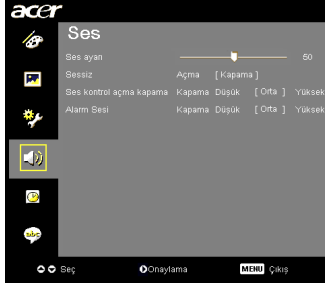 acer
Ses
Ses ayarı 50
Sessiz Açma [ Kapama ]
Ses kontrol açma kapama Kapama Düşük [ Orta ] Yüksek
Alarm Sesi Kapama Düşük [ Orta ] Yüksek
abc
Seç Onaylama MENU Çıkış